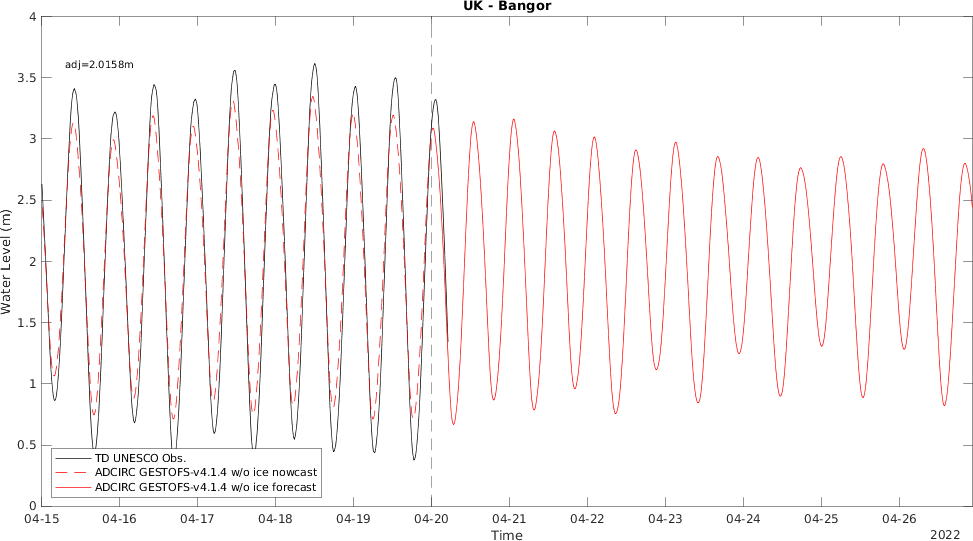 UK - Bangor
4
adj=2.0158m
3.5
3
2.5
2
1.5
1
0.5
0
Water Level (m)
TD UNESCO Obs.
ADCIRC GESTOFS-v4.1.4 w/o ice nowcast
ADCIRC GESTOFS-v4.1.4 w/o ice forecast
04-15 04-16 04-17 04-18 04-19 04-20 04-21 04-22 04-23 04-24 04-25 04-26
Time
2022